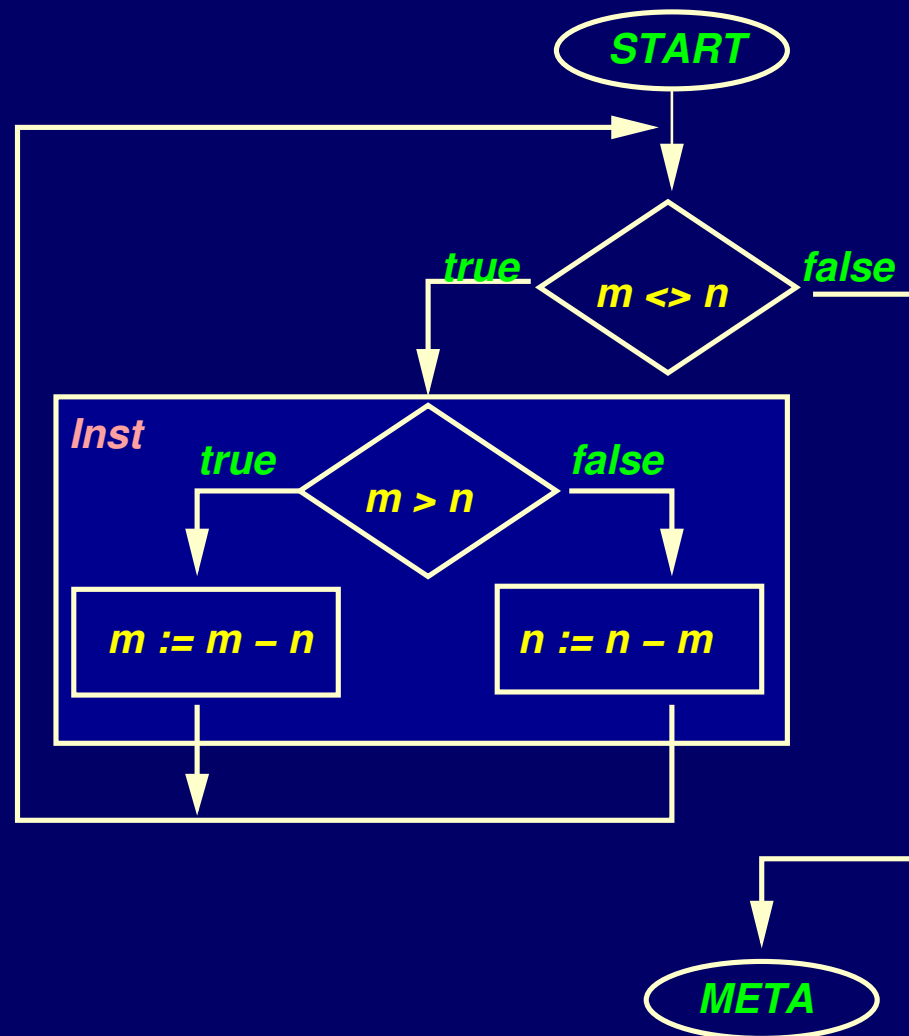 START
true
false
m <> n
Inst
true
false
m > n
m := m – n
n := n – m
META